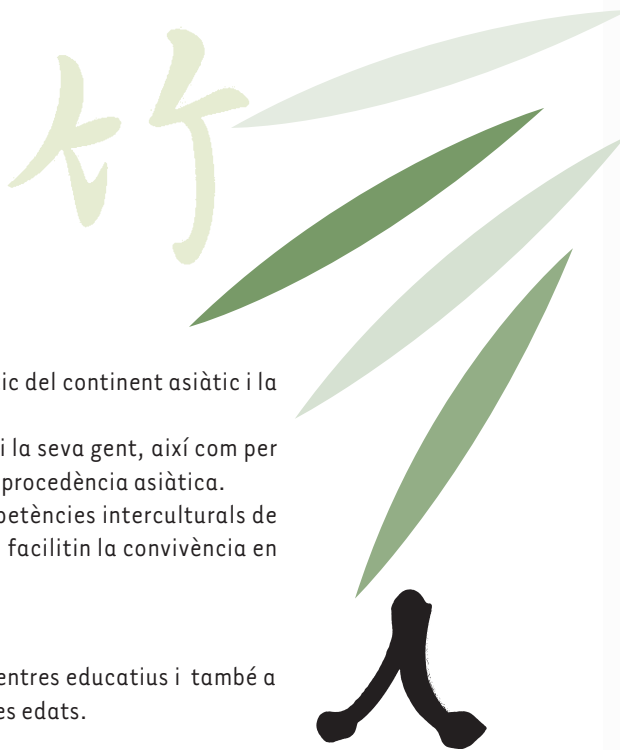 竹
ic del continent asiàtic i la
i la seva gent, així com per
procedència asiàtica.
petències interculturals de
facilitin la convivència en
entres educatius i també a
es edats.
人